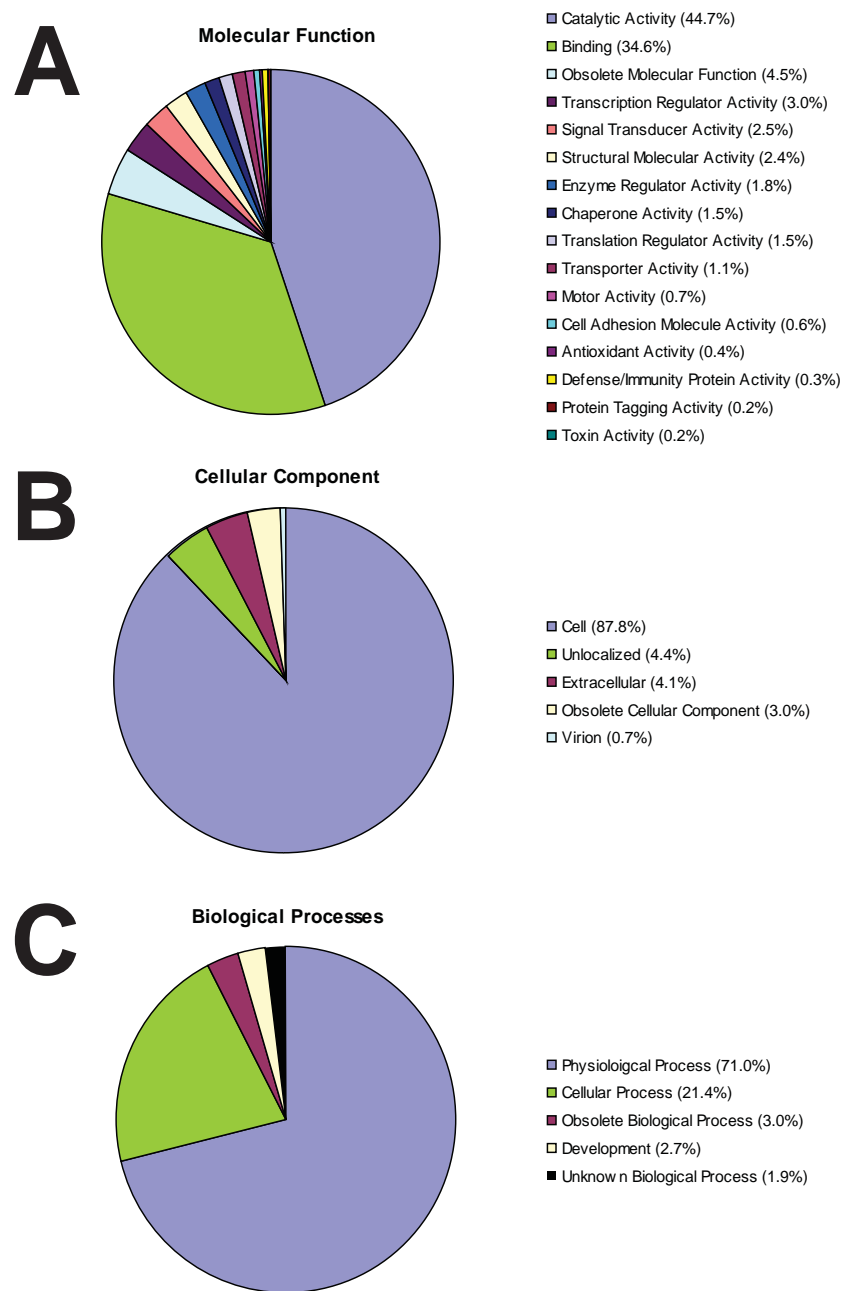 A
Molecular Function
Catalytic Activity (44.7%)
Binding (34.6%)
Obsolete Molecular Function (4.5%)
Transcription Regulator Activity (3.0%)
Signal Transducer Activity (2.5%)
Structural Molecular Activity (2.4%)
Enzyme Regulator Activity (1.8%)
Chaperone Activity (1.5%)
Translation Regulator Activity (1.5%)
Transporter Activity (1.1%)
Motor Activity (0.7%)
Cell Adhesion Molecule Activity (0.6%)
Antioxidant Activity (0.4%)
Defense/Immunity Protein Activity (0.3%)
Protein Tagging Activity (0.2%)
Toxin Activity (0.2%)
B
Cellular Component
Cell (87.8%)
Unlocalized (4.4%)
Extracellular (4.1%)
Obsolete Cellular Component (3.0%)
Virion (0.7%)
C
Biological Processes
Physioloigcal Process (71.0%)
Cellular Process (21.4%)
Obsolete Biological Process (3.0%)
Development (2.7%)
Unknown Biological Process (1.9%)